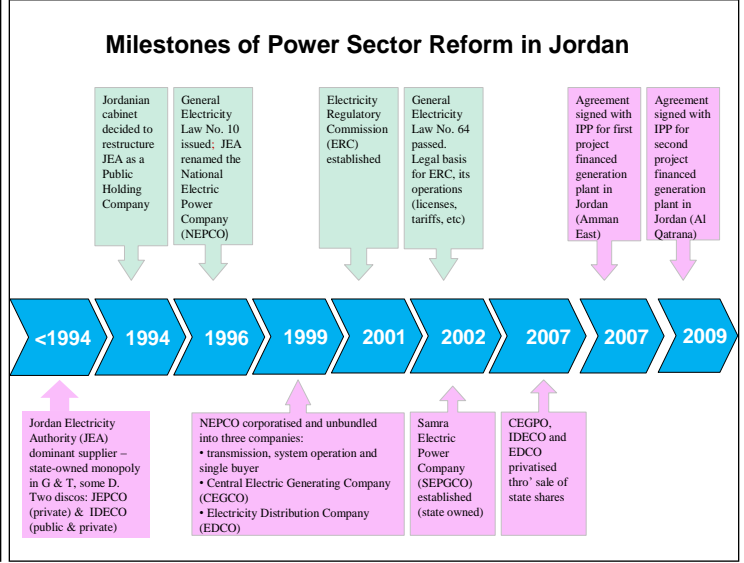 Milestones of Power Sector Reform in Jordan
Jordanian
cabinet
decided to
restructure
JEA as a
Public
Holding
Company
General
Electricity
Law No. 10
issued; JEA
renamed the
National
Electric
Power
Company
(NEPCO)
Electricity
Regulatory
Commission
(ERC)
established
General
Electricity
Law No. 64
passed.
Legal basis
for ERC, its
operations
(licenses,
tariffs, etc)
Agreement
signed with
IPP for first
project
financed
generation
plant in
Jordan
(Amman
East)
Agreement
signed with
IPP for
second
project
financed
generation
plant in
Jordan (Al
Qatrana)
<1994
1994
1996
1999
2001
2002
2007
2007
2009
Jordan Electricity
Authority (JEA)
dominant supplier –
state-owned monopoly
in G & T, some D.
Two discos: JEPCO
(private) & IDECO
(public & private)
NEPCO corporatised and unbundled
into three companies:
• transmission, system operation and
single buyer
• Central Electric Generating Company
(CEGCO)
• Electricity Distribution Company
(EDCO)
Samra
Electric
Power
Company
(SEPGCO)
established
(state owned)
CEGPO,
IDECO and
EDCO
privatised
thro' sale of
state shares